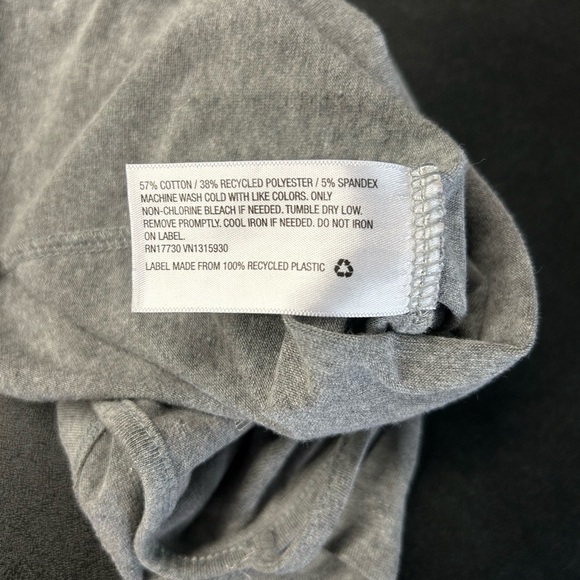 57% COTTON / 38% RECYCLED POLYESTER / 5% SPANDEX
MACHINE WASH COLD WITH LIKE COLORS. ONLY
NON-CHLORINE BLEACH IF NEEDED. TUMBLE DRY LOW.
REMOVE PROMPTLY. COOL IRON IF NEEDED. DO NOT IRON
ON LABEL.
RN17730 VN1315930
LABEL MADE FROM 100% RECYCLED PLASTIC